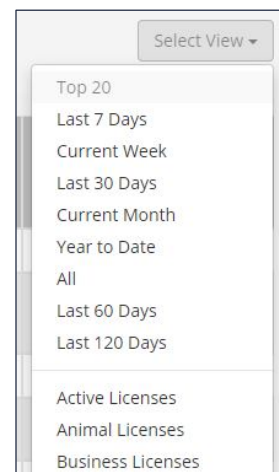 Select View
Top 20
Last 7 Days
Current Week
Last 30 Days
Current Month
Year to Date
All
Last 60 Days
Last 120 Days
Active Licenses
Animal Licenses
Business Licenses